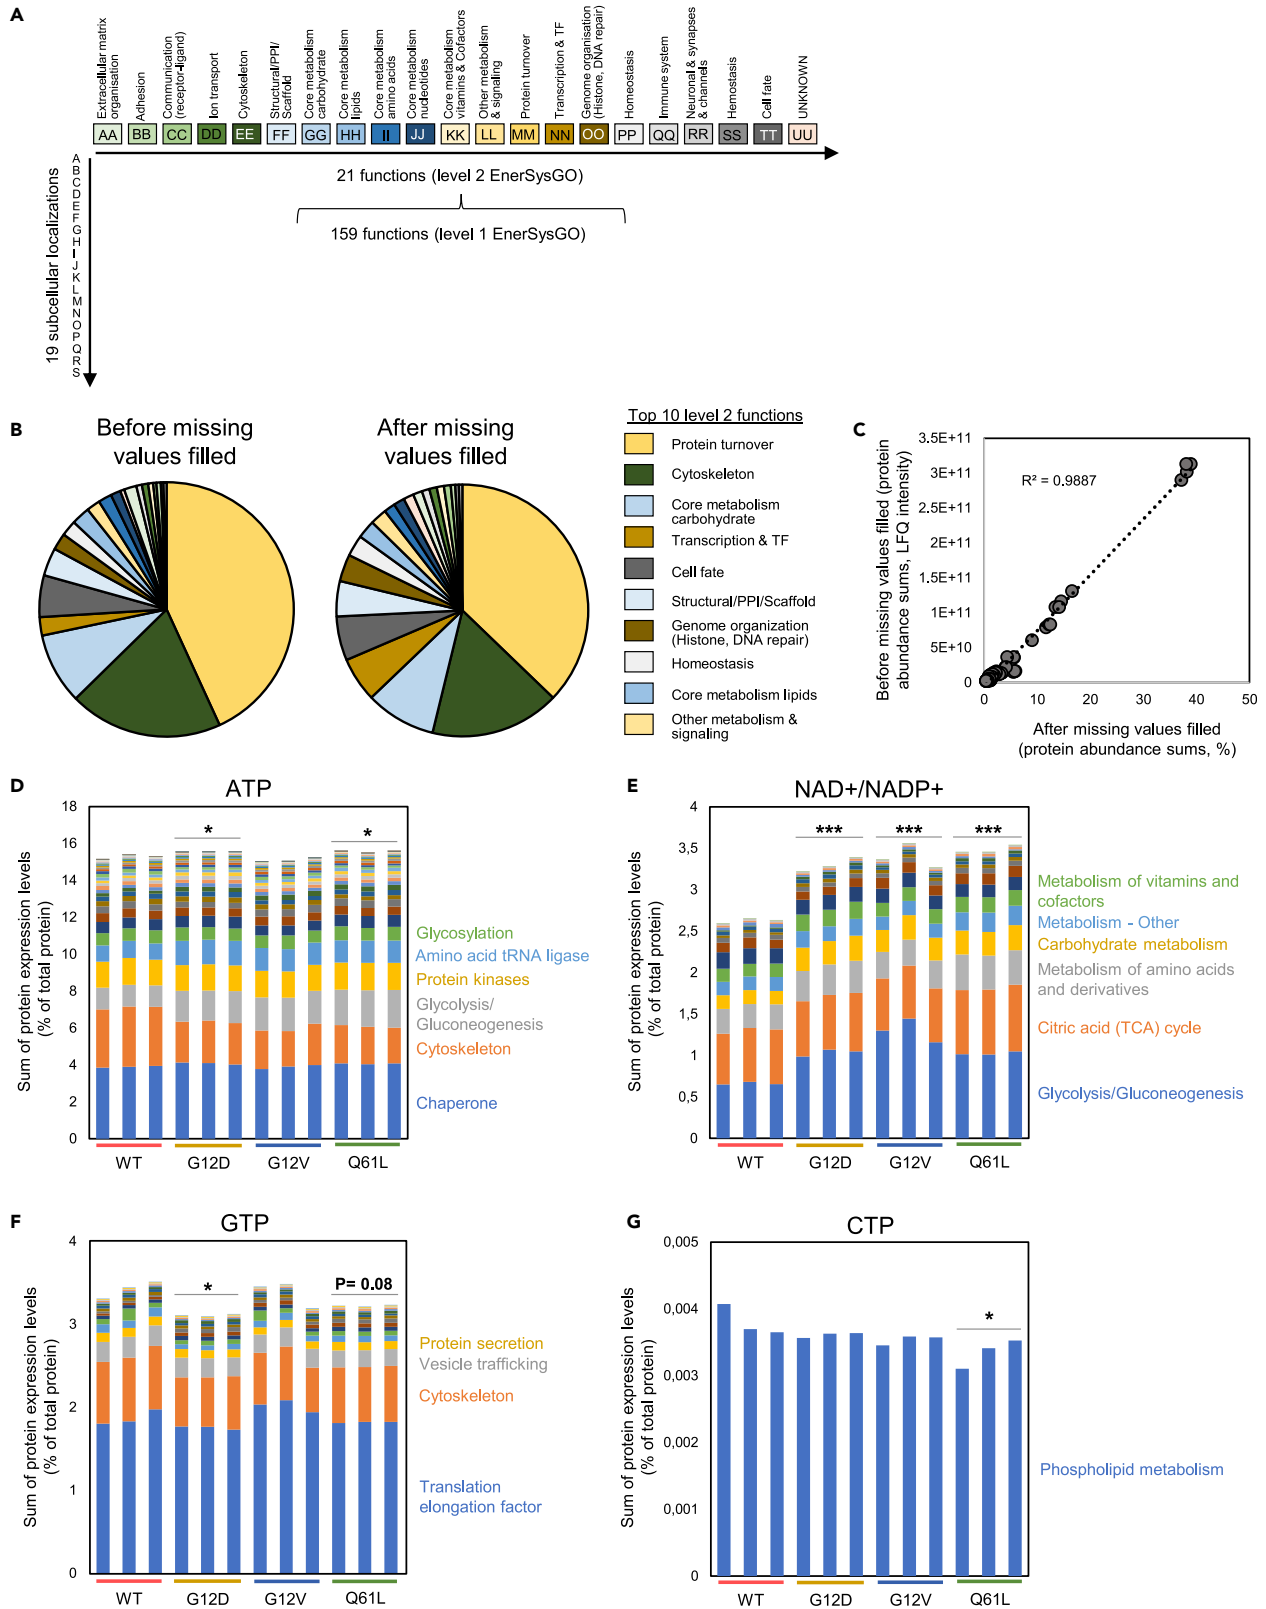 A
Extracellular matrix
organisation
Adhesion
Communication
(receptor-ligand)
Ion transport
Cytoskeleton
Structural/PPI/
Scaffold
Core metabolism
carbohydrate
Core metabolism
lipids
Core metabolism
amino acids
Core metabolism
nucleotides
Core metabolism
vitamins & Cofactors
Other metabolism
& signaling
Protein turnover
Transcription & TF
Genome organisation
(Histone, DNA repair)
Homeostasis
Immune system
Neuronal & synapses
& channels
Hemostasis
Cell fate
UNKNOWN
AA BB CC DD EE FF GG HH II JJ KK LL MM NN OO PP QQ RR SS TT UU
19 subcellular localizations
A
B
C
D
E
F
G
H
I
J
K
L
M
N
O
P
Q
R
S
21 functions (level 2 EnerSysGO)
159 functions (level 1 EnerSysGO)
B
Before missing
values filled
After missing
values filled
Top 10 level 2 functions
Protein turnover
Cytoskeleton
Core metabolism
carbohydrate
Transcription & TF
Cell fate
Structural/PPI/Scaffold
Genome organization
(Histone, DNA repair)
Homeostasis
Core metabolism lipids
Other metabolism &
signaling
C
Before missing values filled (protein
abundance sums, LFQ intensity)
3.5E+11
3E+11
2.5E+11
2E+11
1.5E+11
1E+11
5E+10
0
R² = 0.9887
0 10 20 30 40 50
After missing values filled
(protein abundance sums, %)
D
ATP
Sum of protein expression levels
(% of total protein)
18
16
14
12
10
8
6
4
2
0
* *
Glycosylation
Amino acid tRNA ligase
Protein kinases
Glycolysis/
Gluconeogenesis
Cytoskeleton
Chaperone
WT G12D G12V Q61L
E
NAD+/NADP+
Sum of protein expression levels
(% of total protein)
4
3,5
3
2,5
2
1,5
1
0,5
0
*** *** ***
Metabolism of vitamins and
cofactors
Metabolism - Other
Carbohydrate metabolism
Metabolism of amino acids
and derivatives
Citric acid (TCA) cycle
Glycolysis/Gluconeogenesis
WT G12D G12V Q61L
F
GTP
Sum of protein expression levels
(% of total protein)
4
3
2
1
0
* P= 0.08
Protein secretion
Vesicle trafficking
Cytoskeleton
Translation
elongation factor
WT G12D G12V Q61L
G
CTP
Sum of protein expression levels
(% of total protein)
0,005
0,004
0,003
0,002
0,001
0
*
Phospholipid metabolism
WT G12D G12V Q61L